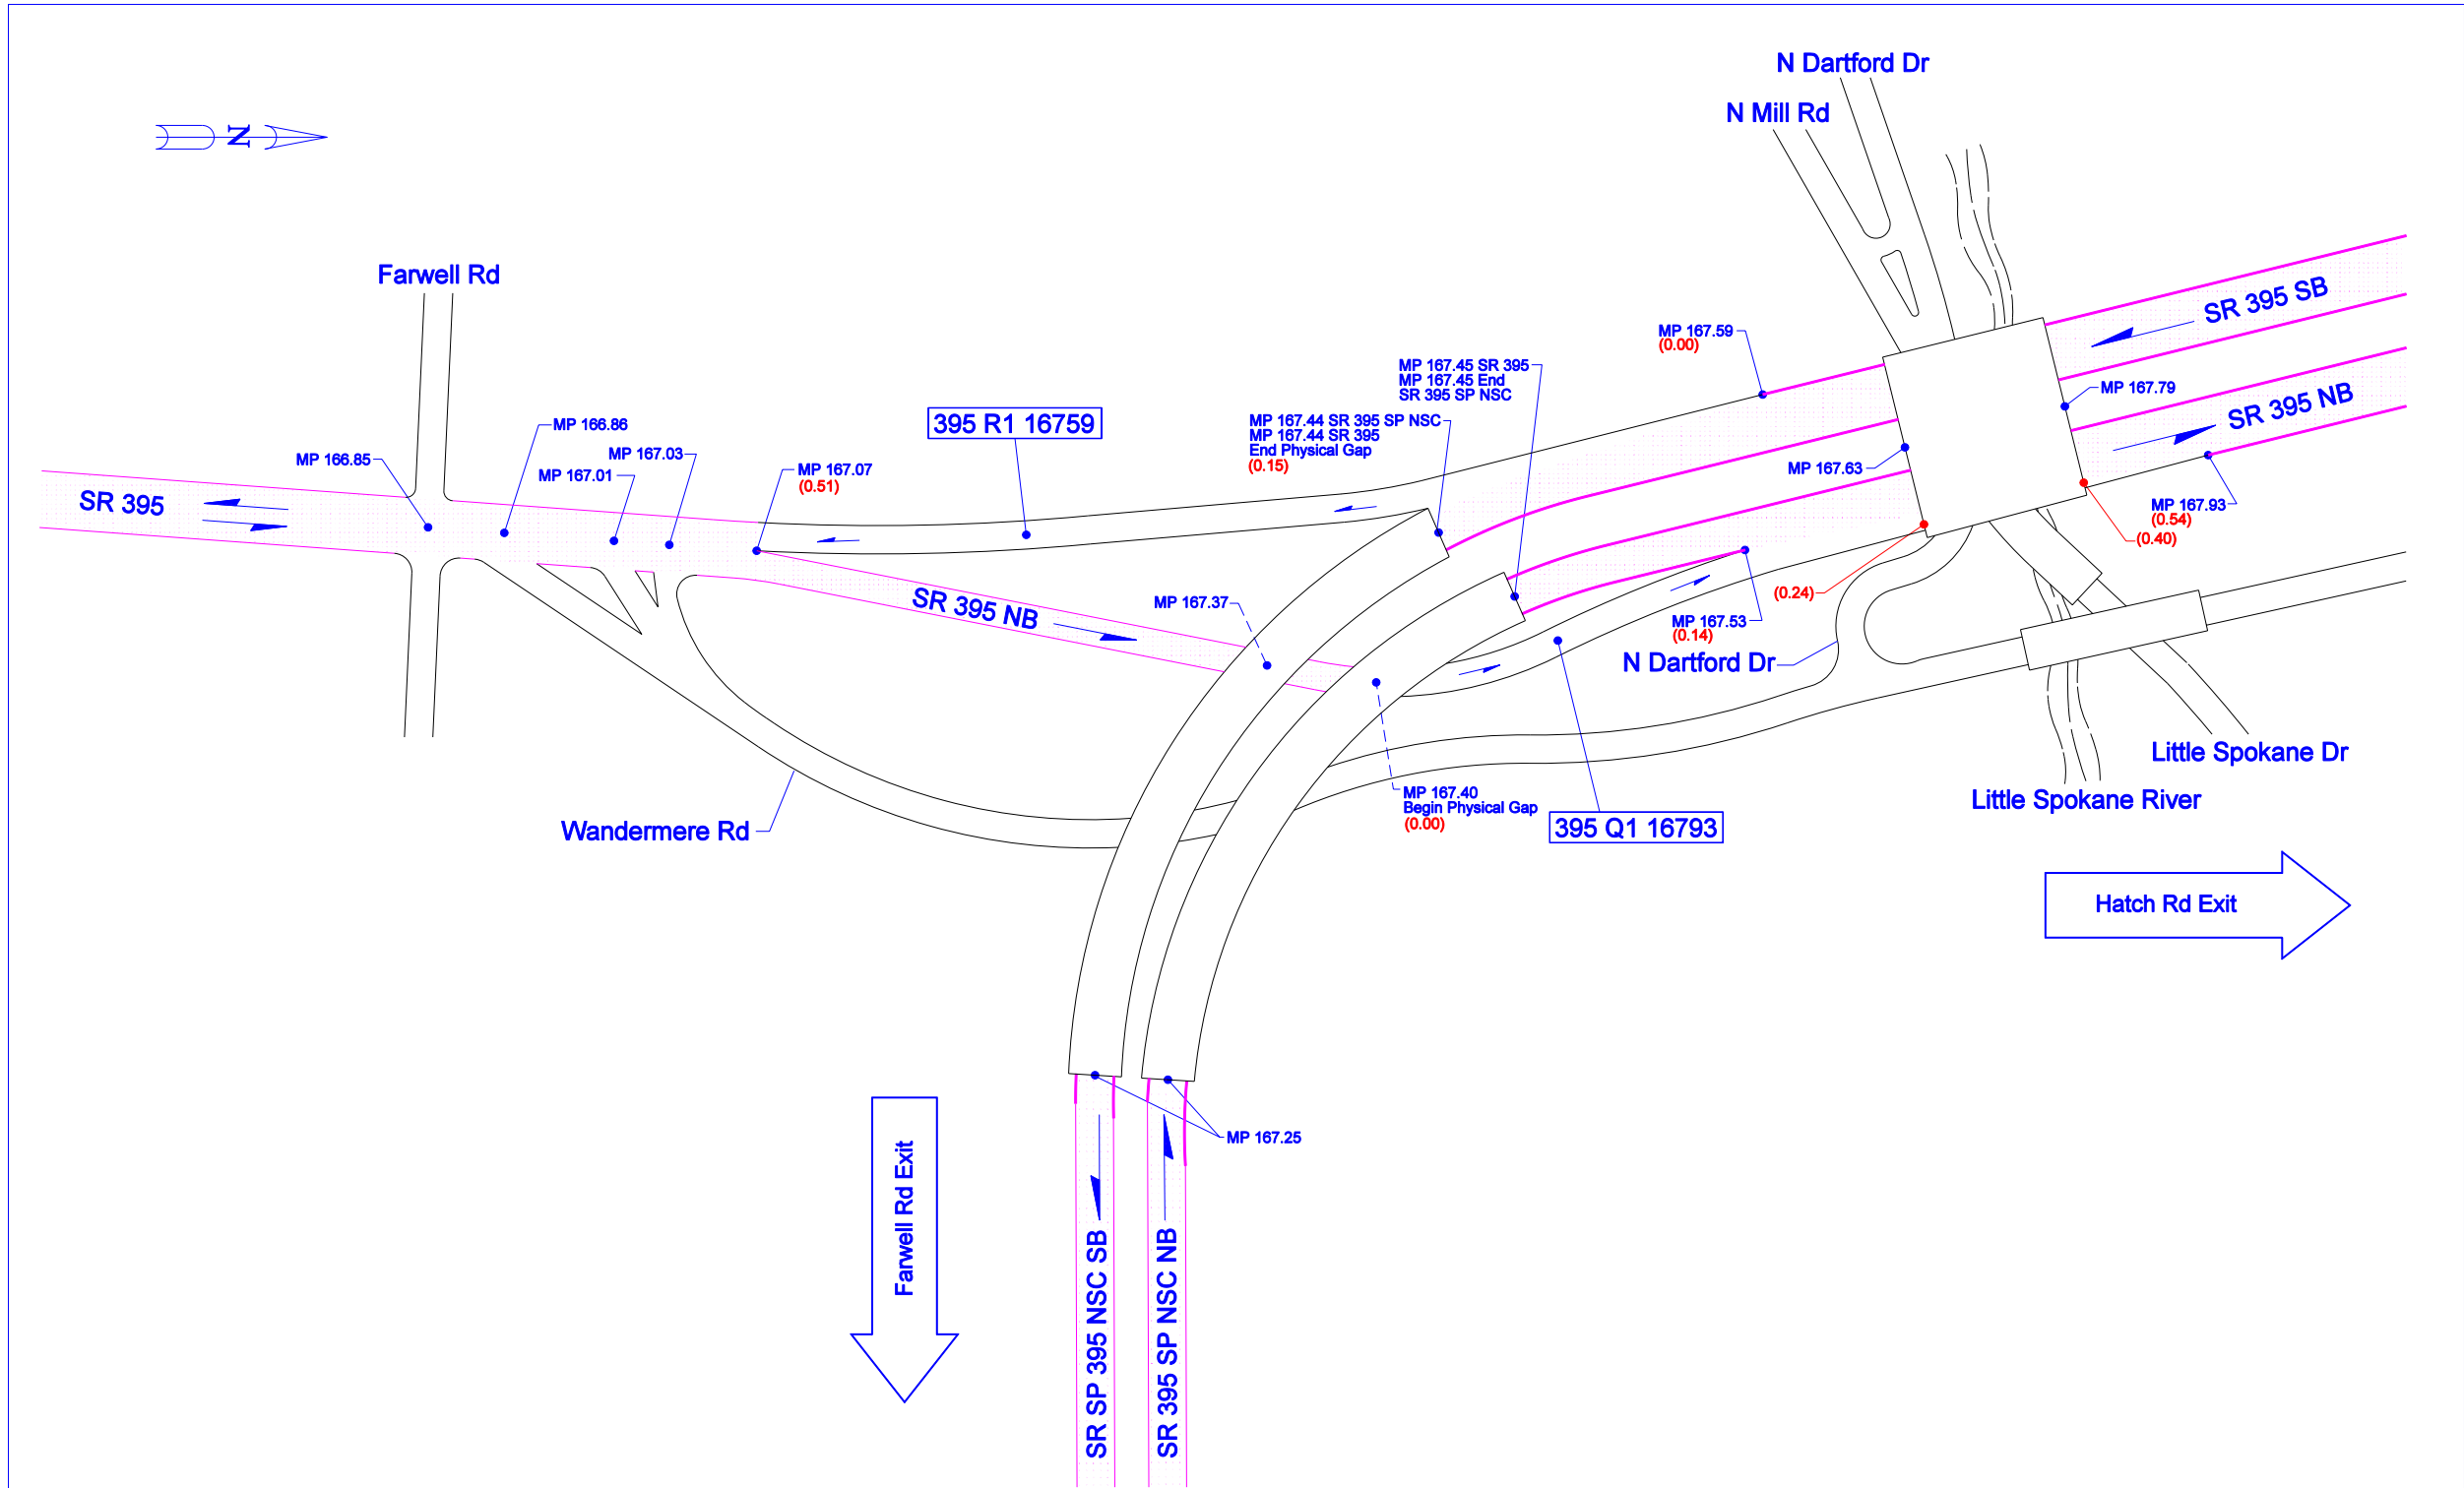 N Dartford Dr
N Mill Rd
N
Farwell Rd
SR 395 SB
SR 395 NB
MP 167.59
(0.00)
MP 167.45 SR 395
MP 167.45 End
SR 395 SP NSC
MP 167.79
395 R1 16759
MP 167.44 SR 395 SP NSC
MP 167.44 SR 395
End Physical Gap
(0.15)
MP 166.86
MP 167.03
MP 166.85
MP 167.01
MP 167.07
(0.51)
MP 167.63
SR 395
MP 167.93
(0.54)
(0.40)
SR 395 NB
MP 167.37
(0.24)
MP 167.53
(0.14)
N Dartford Dr
Little Spokane Dr
Little Spokane River
MP 167.40
Begin Physical Gap
(0.00)
395 Q1 16793
Wandermere Rd
Hatch Rd Exit
MP 167.25
Farwell Rd Exit
SR SP 395 NSC SB
SR 395 SP NSC NB